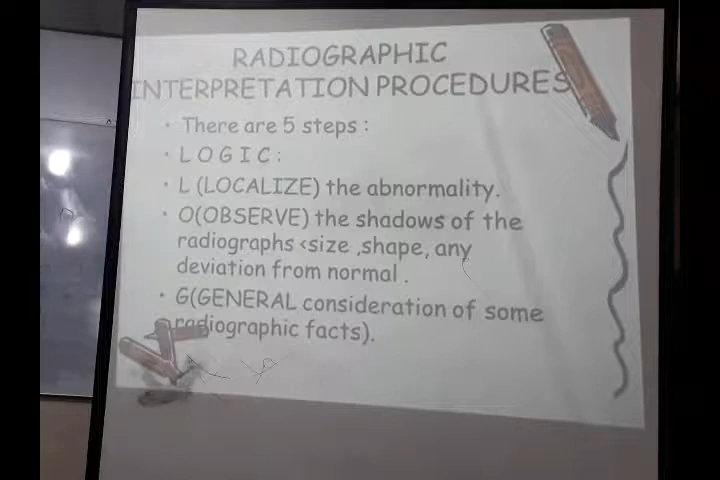 RADIOGRAPHIC
INTERPRETATION PROCEDURES
• There are 5 steps :
• L O G I C :
• L (LOCALIZE) the abnormality.
• O(OBSERVE) the shadows of the
radiographs <size ,shape, any
deviation from normal .
• G(GENERAL consideration of some
radiographic facts).